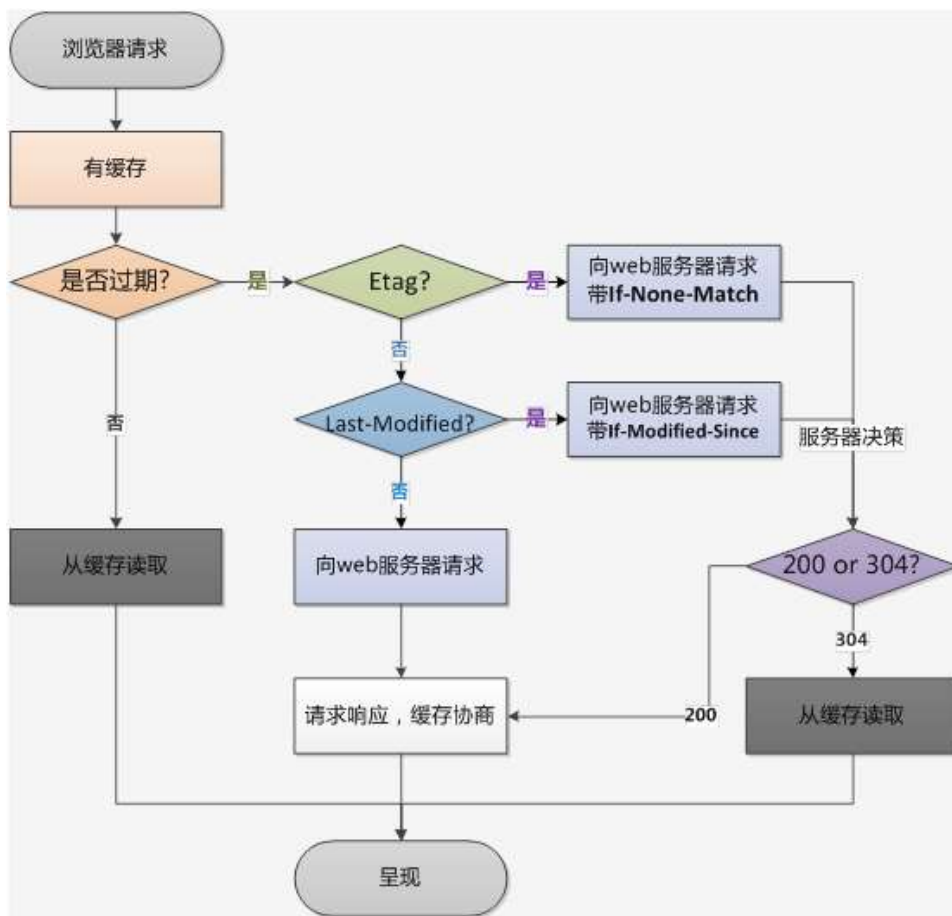 浏览器请求
有缓存
是否过期?
是
Etag?
是
向web服务器请求
带If-None-Match
否
否
Last-Modified?
是
向web服务器请求
带If-Modified-Since
服务器决策
否
从缓存读取
向web服务器请求
200 or 304?
304
请求响应，缓存协商
200
从缓存读取
呈现